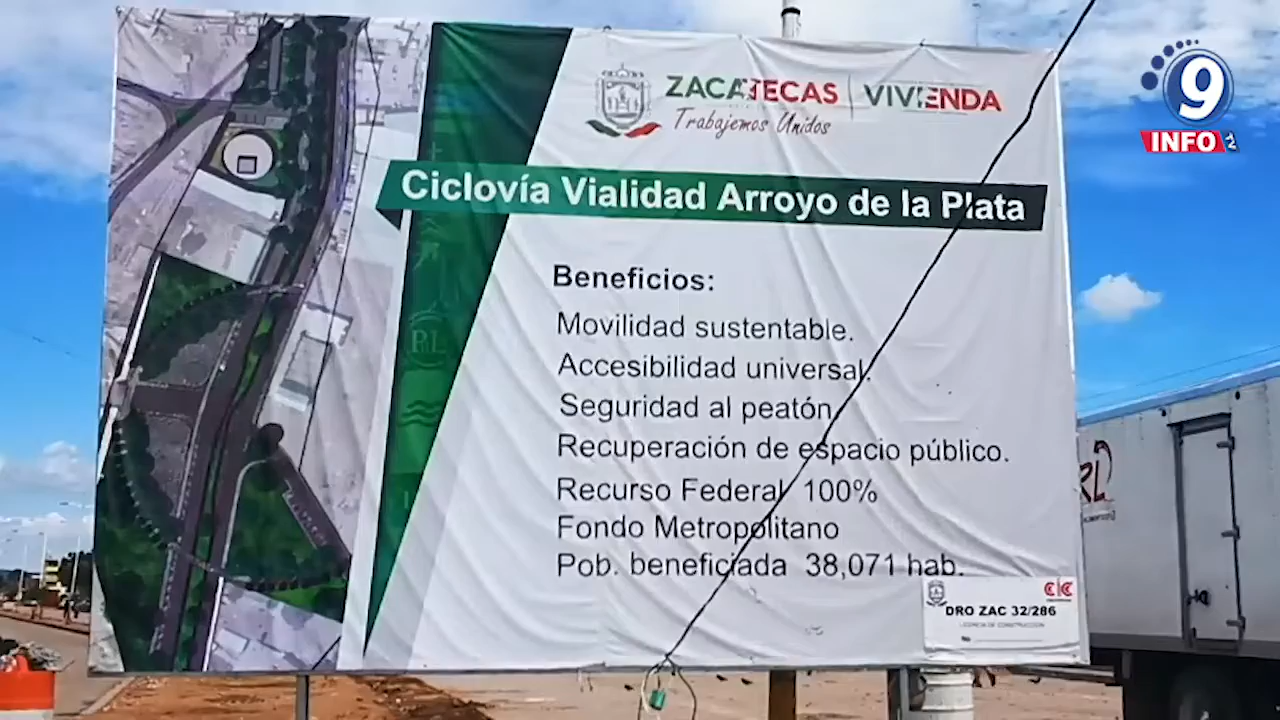 ZACATECAS VIVIENDA
Trabajemos Unidos
9
INFO
Ciclovía Vialidad Arroyo de la Plata
Beneficios:
Movilidad sustentable.
Accesibilidad universal.
Seguridad al peatón.
Recuperación de espacio público.
Recurso Federal 100%
Fondo Metropolitano
Pob. beneficiada 38,071 hab.
DRO ZAC 32/286
LICENCIA DE CONSTRUCCIÓN